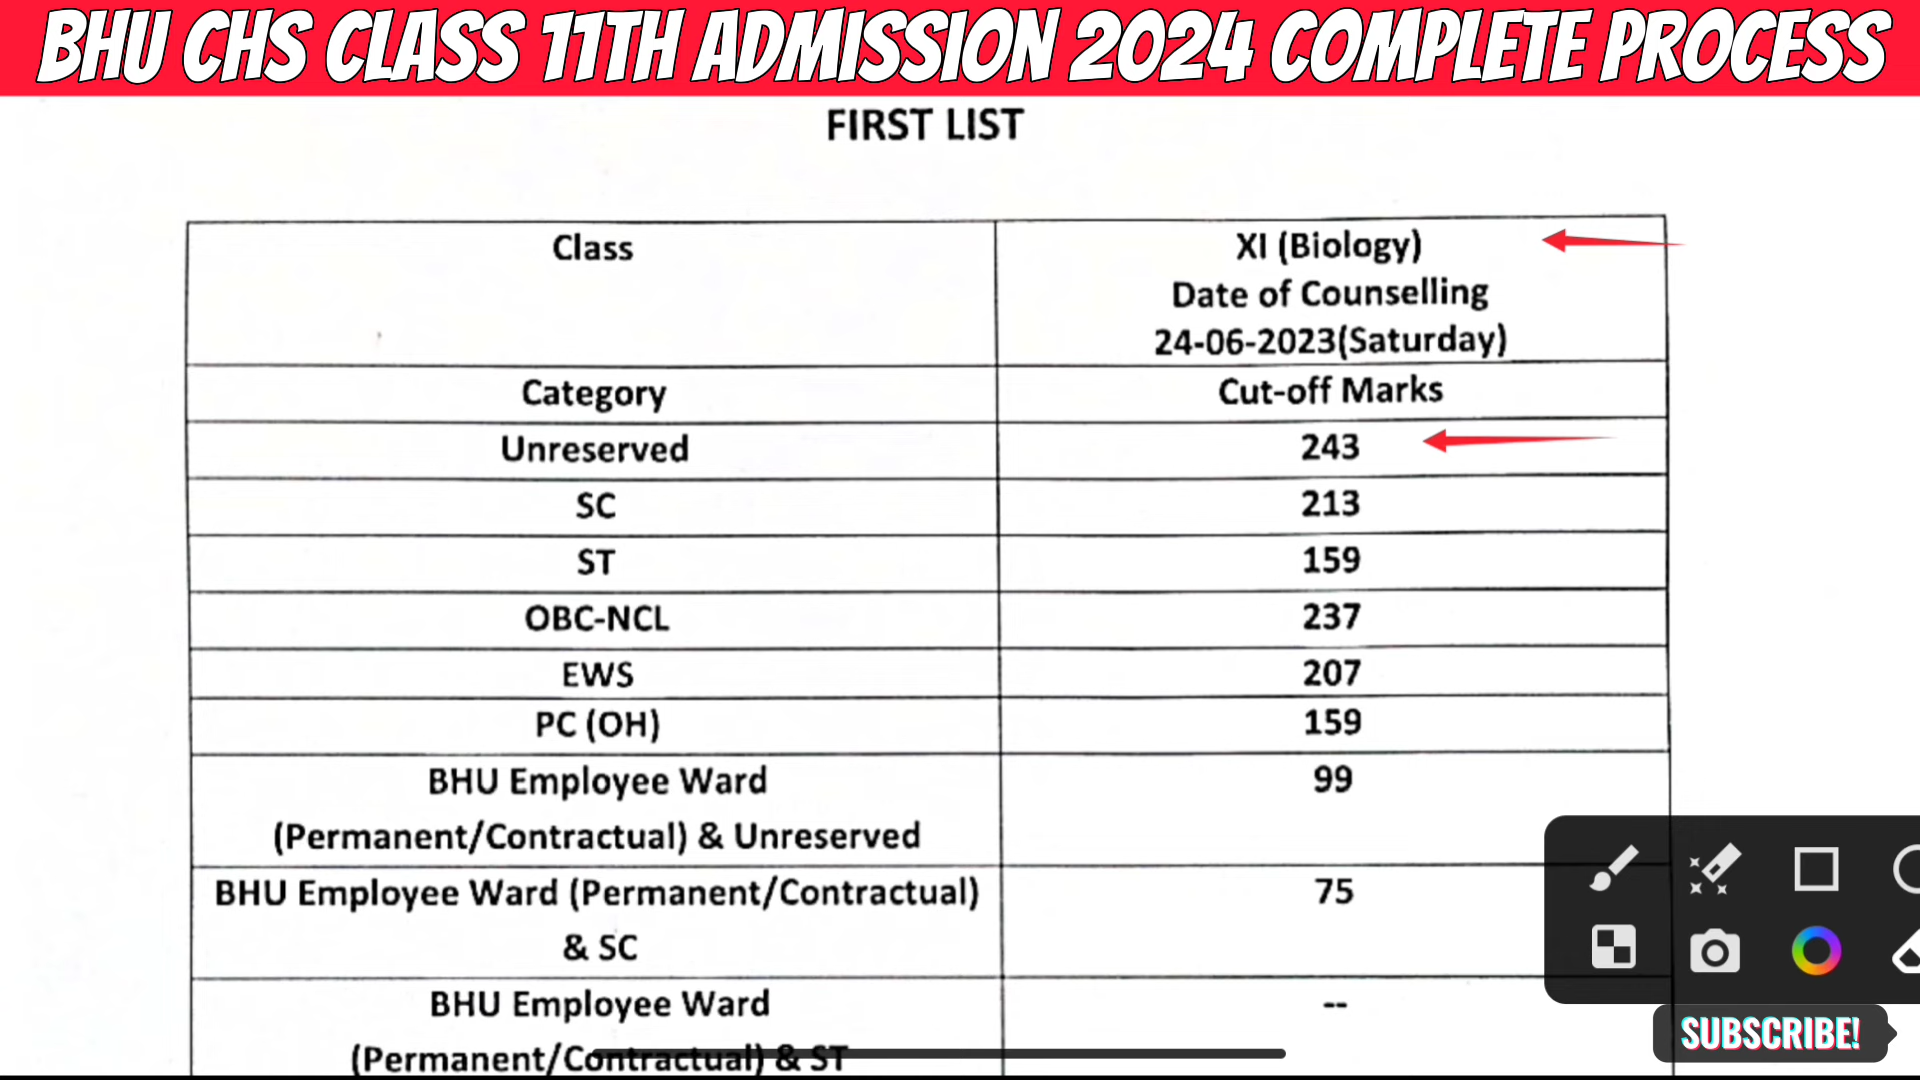 BHU CHS CLASS 11TH ADMISSION 2024 COMPLETE PROCESS
FIRST LIST
Class
XI (Biology)
Date of Counselling
24-06-2023(Saturday)
Category
Cut-off Marks
Unreserved
243
SC
213
ST
159
OBC-NCL
237
EWS
207
PC (OH)
159
BHU Employee Ward
(Permanent/Contractual) & Unreserved
99
BHU Employee Ward (Permanent/Contractual)
& SC
75
BHU Employee Ward
(Permanent/Contractual) & ST
--
SUBSCRIBE!